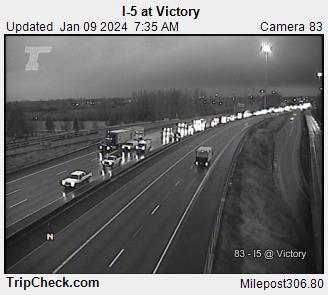 I-5 at Victory
Updated Jan 09 2024 7:35 AM Camera 83
T
N
83 - I5 @ Victory
TripCheck.com Milepost306.80